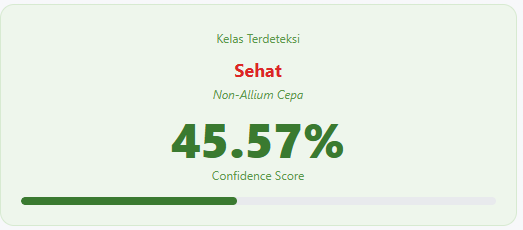 Kelas Terdeteksi
Sehat
Non-Allium Cepa
45.57%
Confidence Score